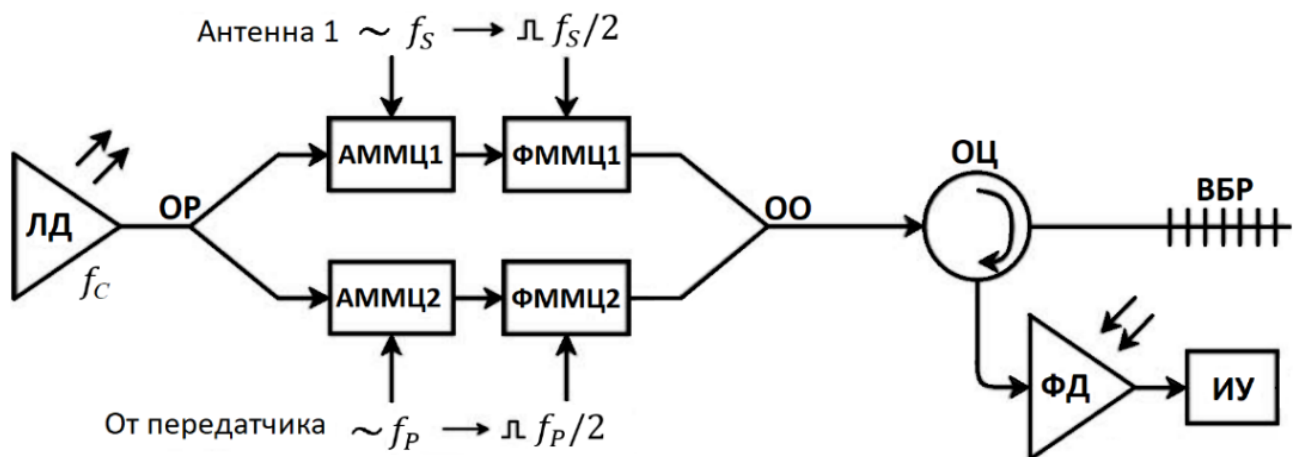 Антенна 1 ~ f_S → ⎍ f_S/2
АММЦ1
ФММЦ1
ОЦ
ВБР
ЛД
ОР
ОО
f_C
АММЦ2
ФММЦ2
ФД
ИУ
От передатчика ~ f_P → ⎍ f_P/2